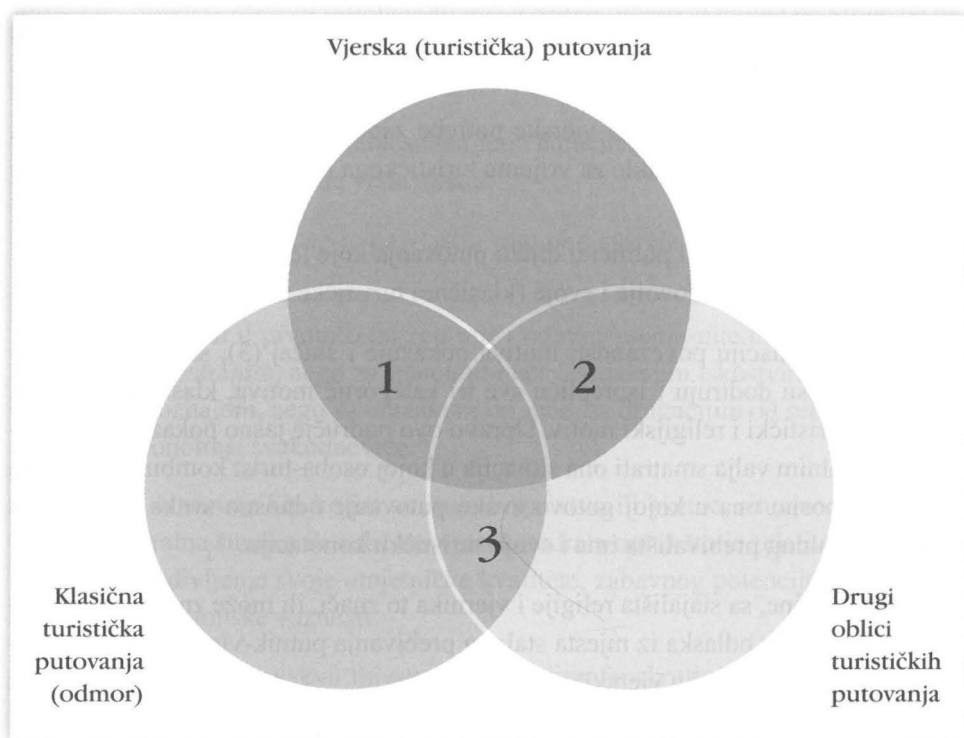 Vjerska (turistička) putovanja
1
2
3
Klasična
turistička
putovanja
(odmor)
Drugi
oblici
turističkih
putovanja